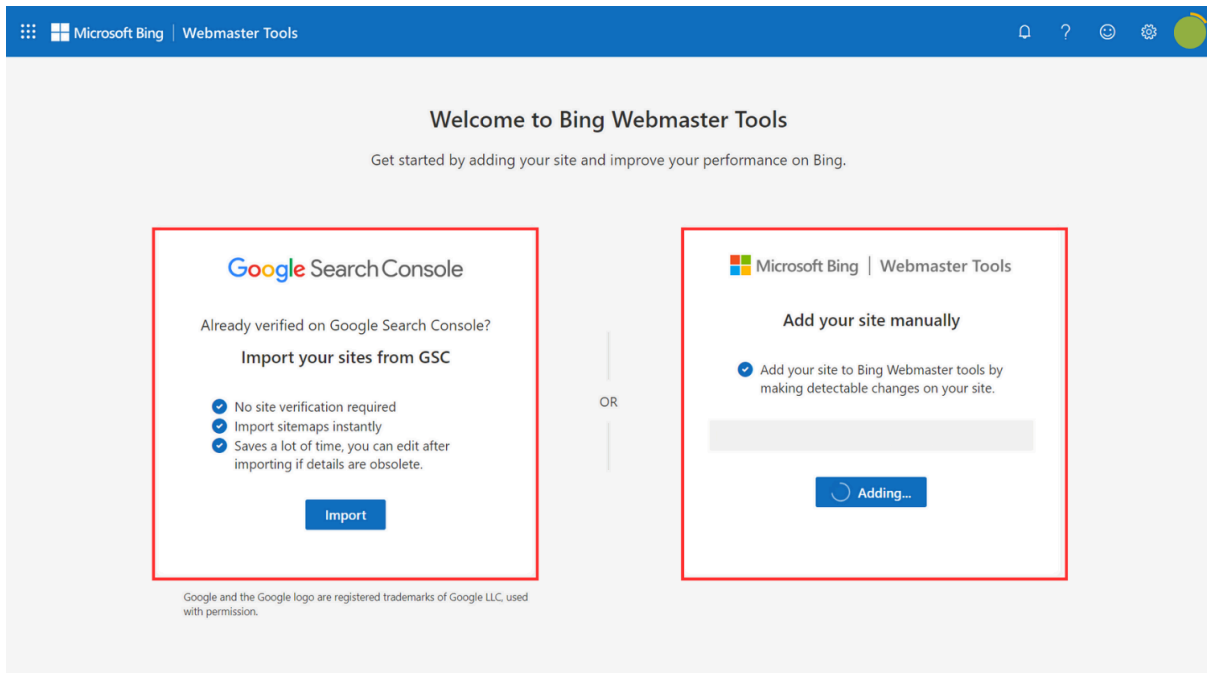 Microsoft Bing | Webmaster Tools
Welcome to Bing Webmaster Tools
Get started by adding your site and improve your performance on Bing.
Google Search Console
Already verified on Google Search Console?
Import your sites from GSC
No site verification required
Import sitemaps instantly
Saves a lot of time, you can edit after
importing if details are obsolete.
Import
Google and the Google logo are registered trademarks of Google LLC, used
with permission.
OR
Microsoft Bing | Webmaster Tools
Add your site manually
Add your site to Bing Webmaster tools by
making detectable changes on your site.
Adding...